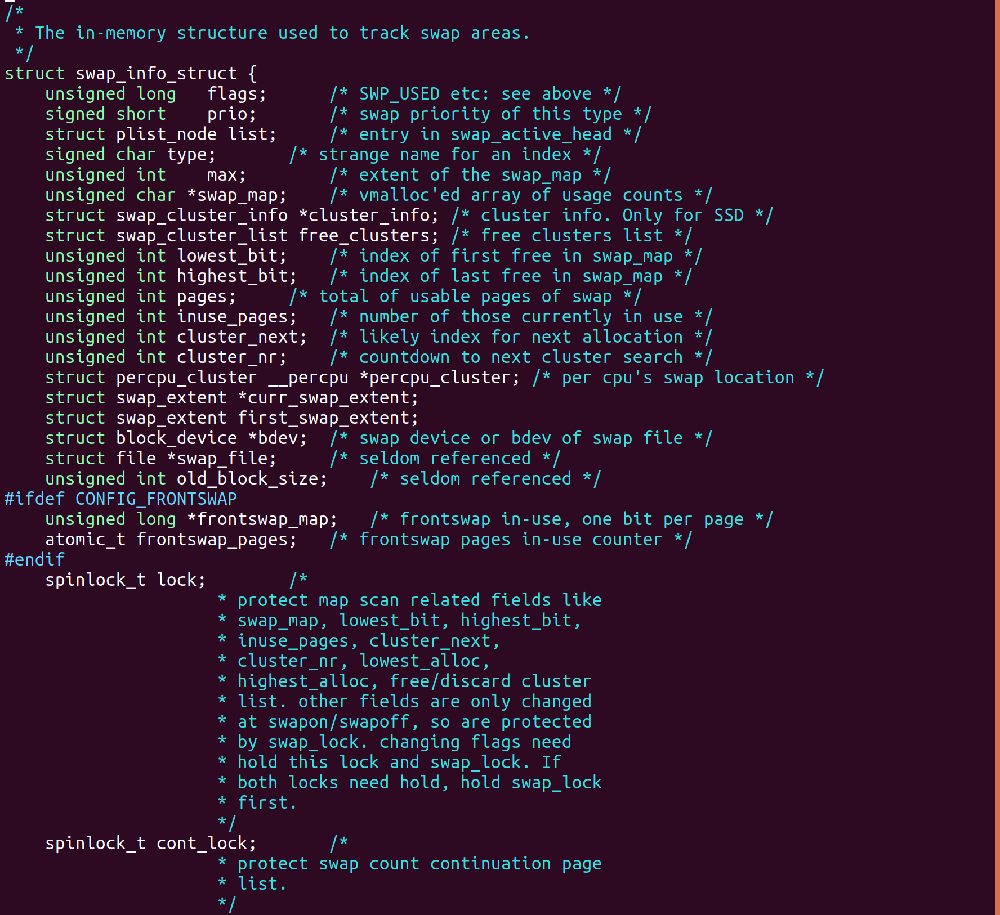 /*
 * The in-memory structure used to track swap areas.
 */
struct swap_info_struct {
    unsigned long   flags;      /* SWP_USED etc: see above */
    signed short    prio;       /* swap priority of this type */
    struct plist_node list;     /* entry in swap_active_head */
    signed char type;       /* strange name for an index */
    unsigned int    max;        /* extent of the swap_map */
    unsigned char *swap_map;    /* vmalloc'ed array of usage counts */
    struct swap_cluster_info *cluster_info; /* cluster info. Only for SSD */
    struct swap_cluster_list free_clusters; /* free clusters list */
    unsigned int lowest_bit;    /* index of first free in swap_map */
    unsigned int highest_bit;   /* index of last free in swap_map */
    unsigned int pages;     /* total of usable pages of swap */
    unsigned int inuse_pages;   /* number of those currently in use */
    unsigned int cluster_next;  /* likely index for next allocation */
    unsigned int cluster_nr;    /* countdown to next cluster search */
    struct percpu_cluster __percpu *percpu_cluster; /* per cpu's swap location */
    struct swap_extent *curr_swap_extent;
    struct swap_extent first_swap_extent;
    struct block_device *bdev;  /* swap device or bdev of swap file */
    struct file *swap_file;     /* seldom referenced */
    unsigned int old_block_size;    /* seldom referenced */
#ifdef CONFIG_FRONTSWAP
    unsigned long *frontswap_map;   /* frontswap in-use, one bit per page */
    atomic_t frontswap_pages;   /* frontswap pages in-use counter */
#endif
    spinlock_t lock;        /*
                     * protect map scan related fields like
                     * swap_map, lowest_bit, highest_bit,
                     * inuse_pages, cluster_next,
                     * cluster_nr, lowest_alloc,
                     * highest_alloc, free/discard cluster
                     * list. other fields are only changed
                     * at swapon/swapoff, so are protected
                     * by swap_lock. changing flags need
                     * hold this lock and swap_lock. If
                     * both locks need hold, hold swap_lock
                     * first.
                     */
    spinlock_t cont_lock;       /*
                     * protect swap count continuation page
                     * list.
                     */